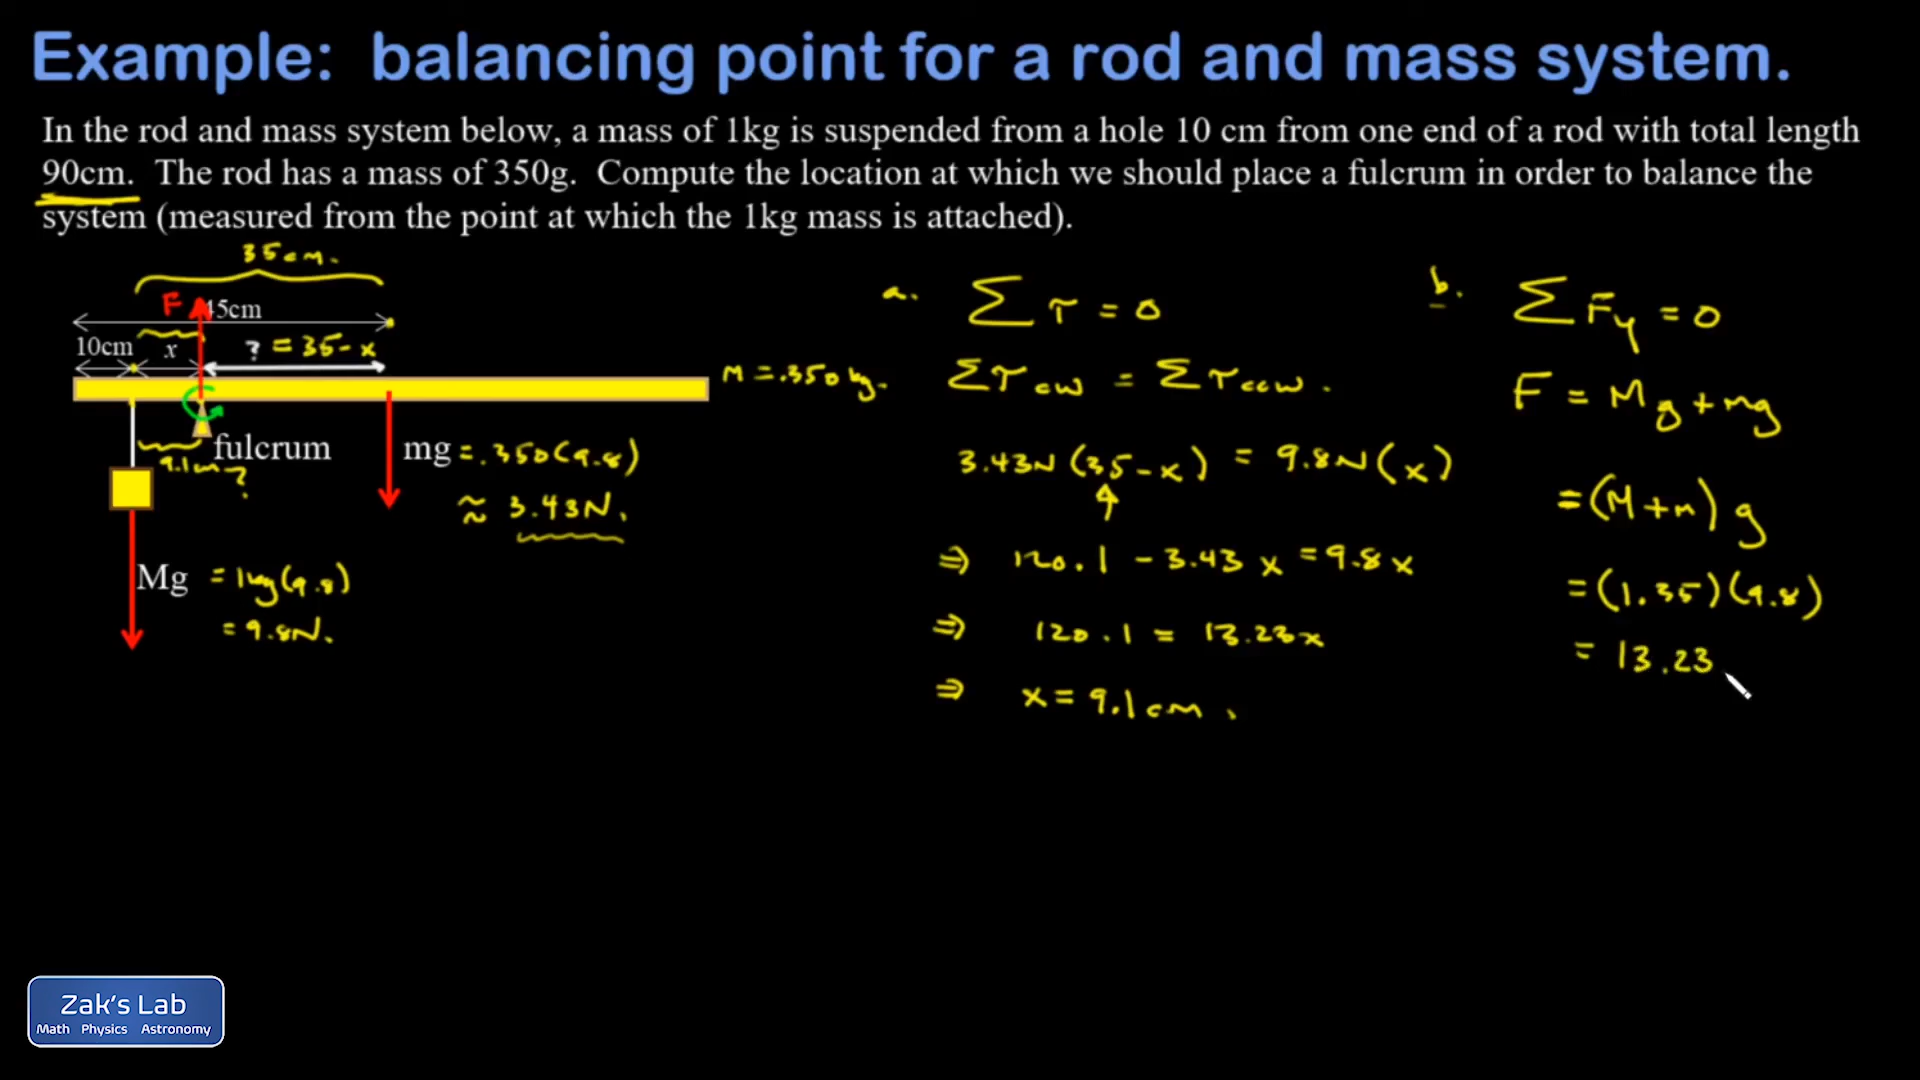 Example: balancing point for a rod and mass system.
In the rod and mass system below, a mass of 1kg is suspended from a hole 10 cm from one end of a rod with total length
90cm. The rod has a mass of 350g. Compute the location at which we should place a fulcrum in order to balance the
system (measured from the point at which the 1kg mass is attached).
35cm.
F 45cm
10cm x ? = 35-x
M = .350 kg.
fulcrum
9.1cm?
mg = .350(9.8)
≈ 3.43N.
Mg = 1kg(9.8)
= 9.8N.
a. Σ τ = 0
Στcw = Στccw.
3.43N (35-x) = 9.8N(x)
⇒ 120.1 - 3.43x = 9.8x
⇒ 120.1 = 13.23x
⇒ x = 9.1cm.
b. ΣFy = 0
F = Mg+mg
= (M+m) g
= (1.35)(9.8)
= 13.23
Zak's Lab
Math Physics Astronomy